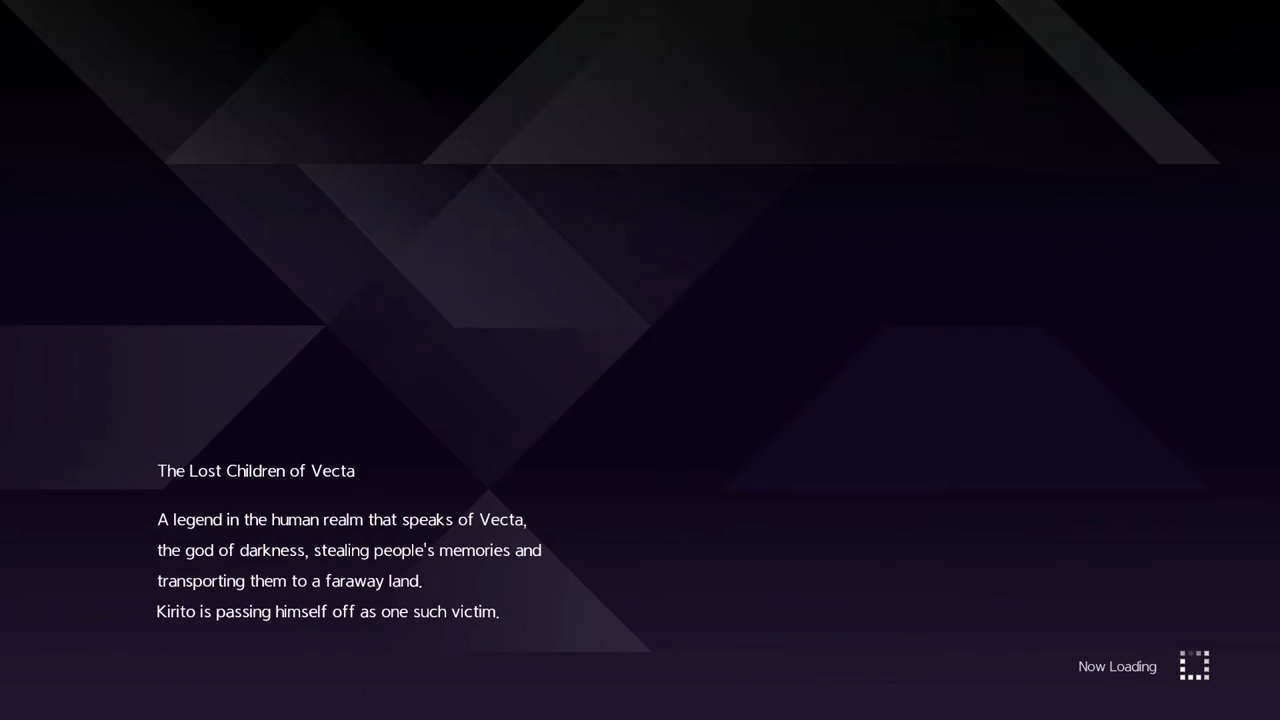 The Lost Children of Vecta
A legend in the human realm that speaks of Vecta,
the god of darkness, stealing people's memories and
transporting them to a faraway land.
Kirito is passing himself off as one such victim.
Now Loading